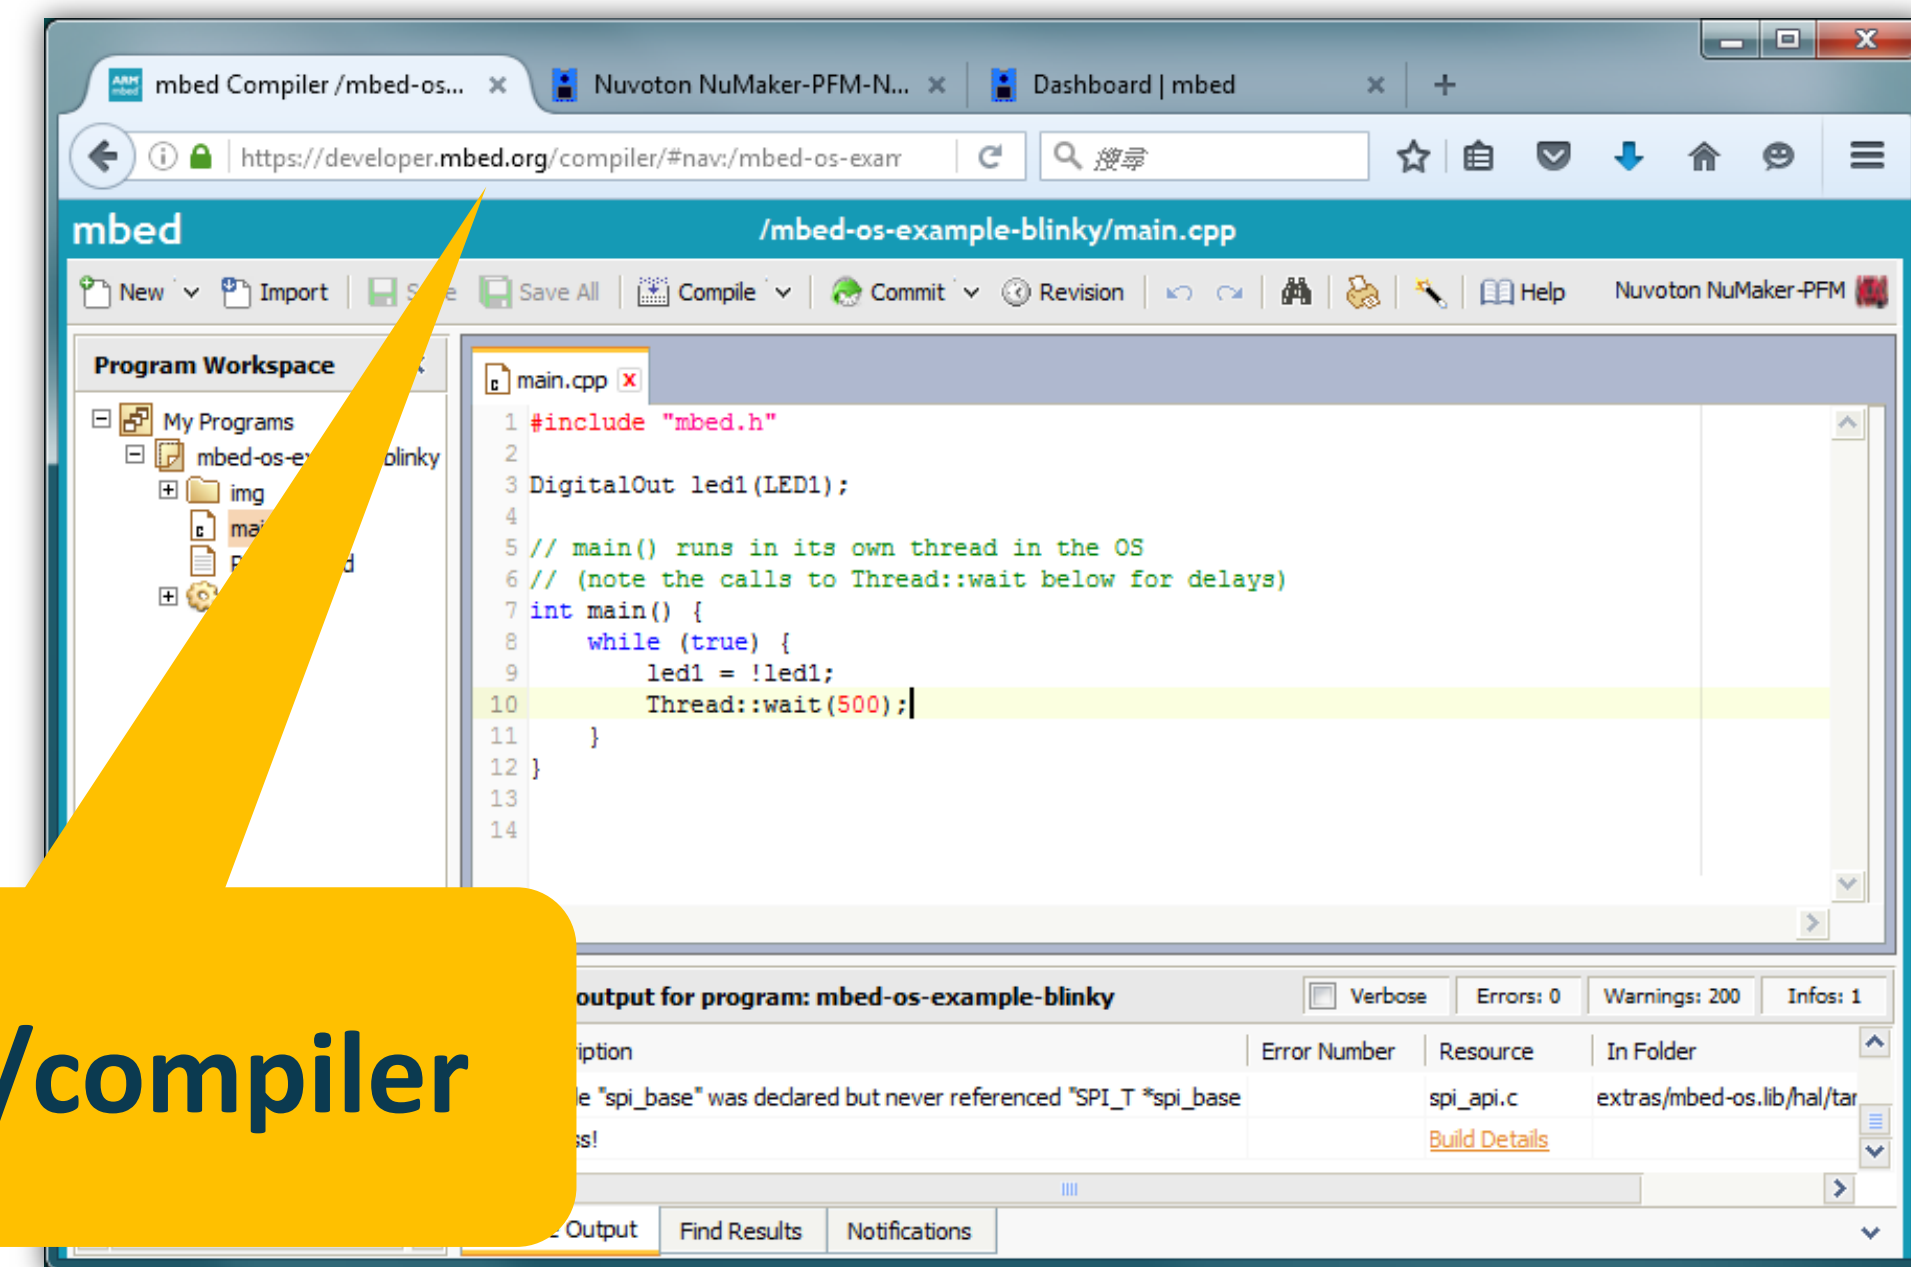 mbed Compiler /mbed-os...
Nuvoton NuMaker-PFM-N...
Dashboard | mbed
https://developer.mbed.org/compiler/#nav:/mbed-os-exam
搜尋
mbed
/mbed-os-example-blinky/main.cpp
New Import Save All Compile Commit Revision Help Nuvoton NuMaker-PFM
Program Workspace
My Programs
blinky
img
main.cpp
1 #include "mbed.h"
2
3 DigitalOut led1(LED1);
4
5 // main() runs in its own thread in the OS
6 // (note the calls to Thread::wait below for delays)
7 int main() {
8 while (true) {
9 led1 = !led1;
10 Thread::wait(500);
11 }
12 }
13
14
output for program: mbed-os-example-blinky
Verbose Errors: 0 Warnings: 200 Infos: 1
Error Number Resource In Folder
"spi_base" was declared but never referenced "SPI_T *spi_base spi_api.c extras/mbed-os.lib/hal/tar
Build Details
Output Find Results Notifications
/compiler